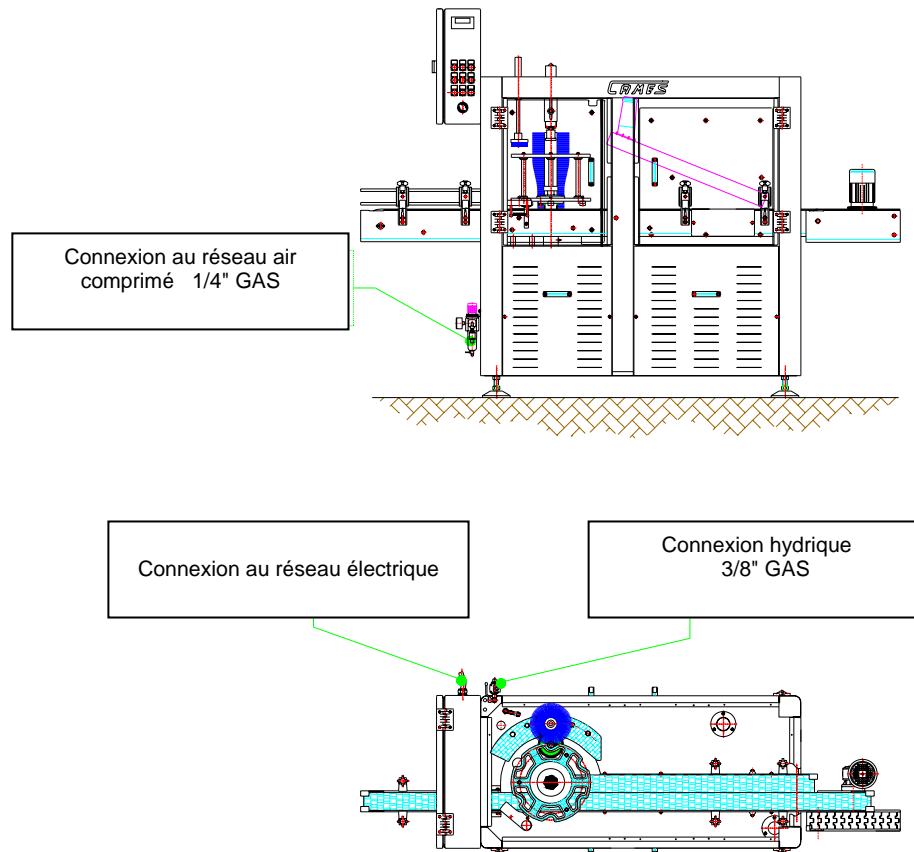 CAMES
Connexion au réseau air
comprimé 1/4" GAS
Connexion au réseau électrique
Connexion hydrique
3/8" GAS